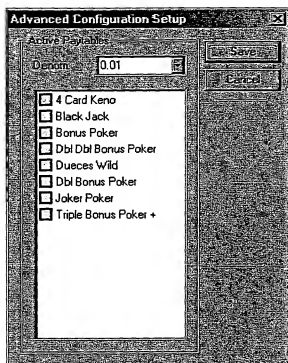 Advanced Configuration Setup
Active Paytables
Denom: 0.01
4 Card Keno
Black Jack
Bonus Poker
Dbl Dbl Bonus Poker
Dueces Wild
Dbl Bonus Poker
Joker Poker
Triple Bonus Poker +
Save
Cancel